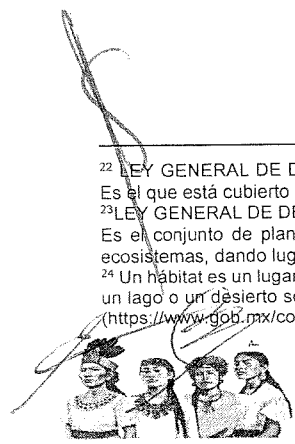 22 LEY GENERAL DE D
Es el que está cubierto
23LEY GENERAL DE DE
Es el conjunto de plan
ecosistemas, dando lug
24 Un hábitat es un lugar
un lago o un desierto se
(https://www.gob.mx/co